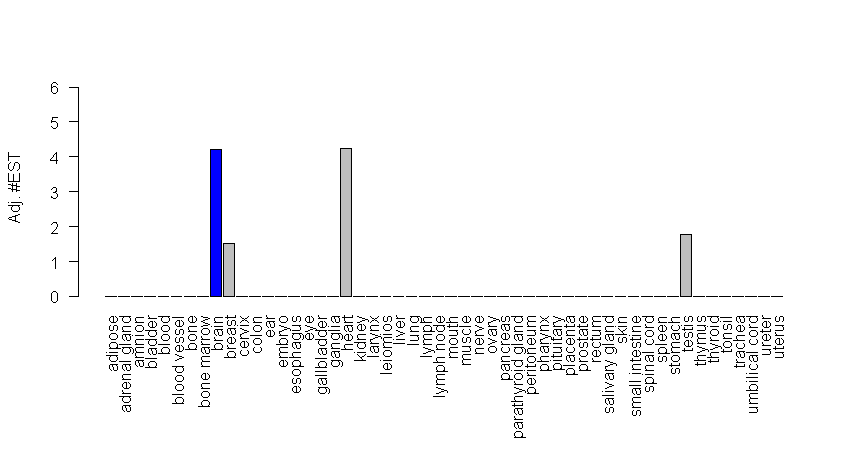 Adj. #EST
6
5
4
3
2
1
0
adipose
adrenal gland
amnion
bladder
blood
blood vessel
bone
bone marrow
brain
breast
cervix
colon
ear
embryo
esophagus
eye
gallbladder
ganglia
heart
kidney
larynx
leiomios
liver
lung
lymph
lymph node
mouth
muscle
nerve
ovary
pancreas
parathyroid gland
peritoneum
pharynx
pituitary
placenta
prostate
rectum
salivary gland
skin
small intestine
spinal cord
spleen
stomach
testis
thymus
thyroid
tonsil
trachea
umbilical cord
ureter
uterus